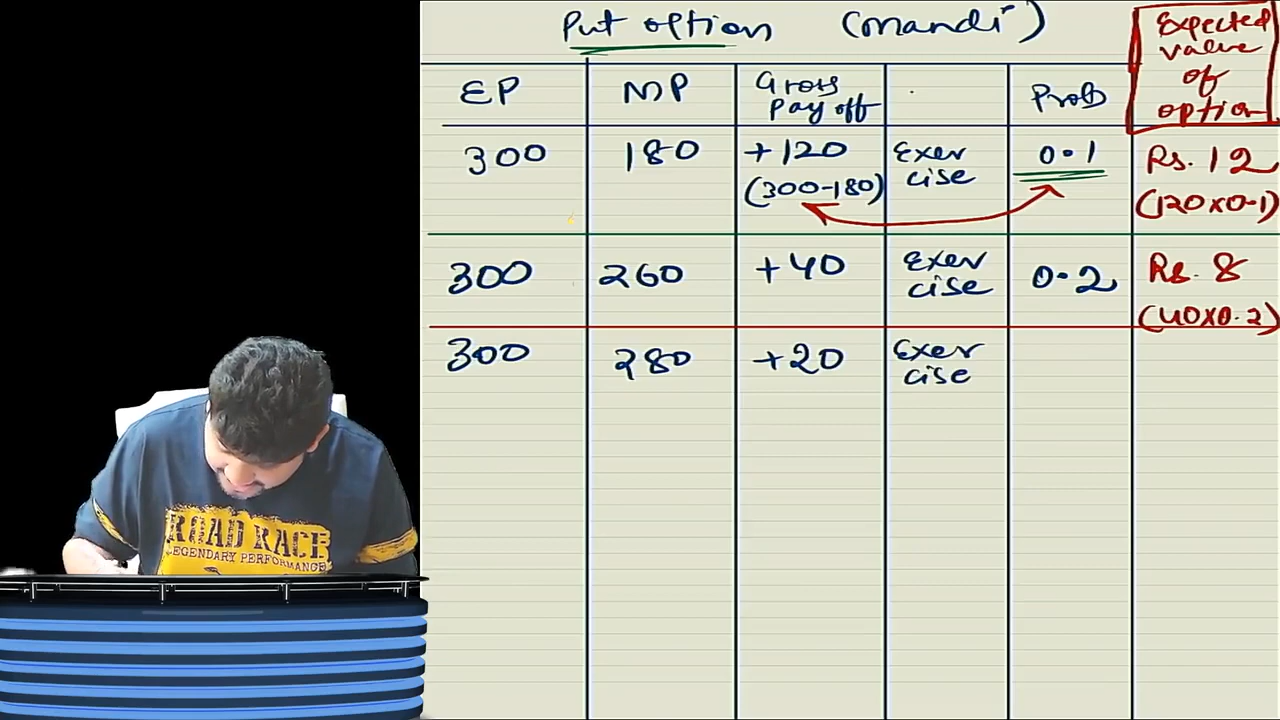 Put option (mandi)
EP
MP
Gross
Pay off
Prob
Expected
value
of
option
300
180
+120
(300-180)
Exer
cise
0.1
Rs. 12
(120x0.1)
300
260
+40
Exer
cise
0.2
Rs. 8
(40x0.2)
300
280
+20
Exer
cise
ROAD RACE
LEGENDARY PERFORMANCE